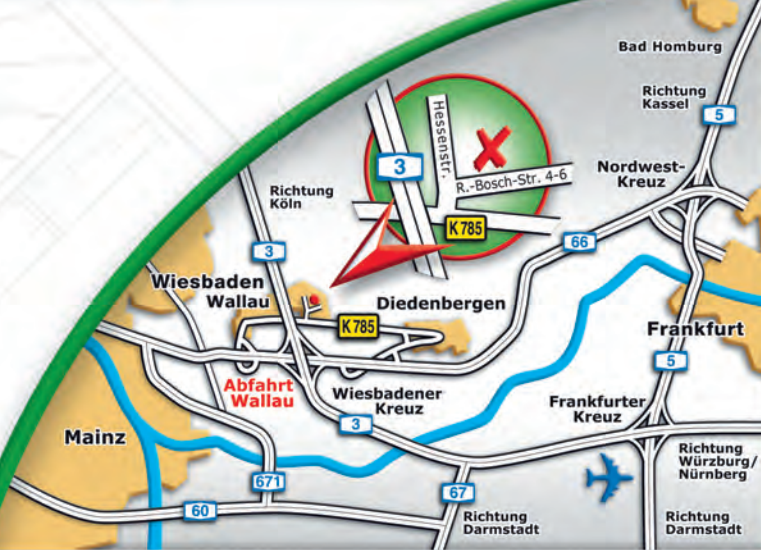 Bad Homburg
Richtung
Kassel
5
Hessenstr.
3
R.-Bosch-Str. 4-6
K 785
Nordwest-
Kreuz
Richtung
Köln
3
66
Wiesbaden
Wallau
Diedenbergen
K 785
Frankfurt
5
Abfahrt
Wallau
Wiesbadener
Kreuz
Frankfurter
Kreuz
3
Mainz
Richtung
Würzburg/
Nürnberg
671
67
60
Richtung
Darmstadt
Richtung
Darmstadt